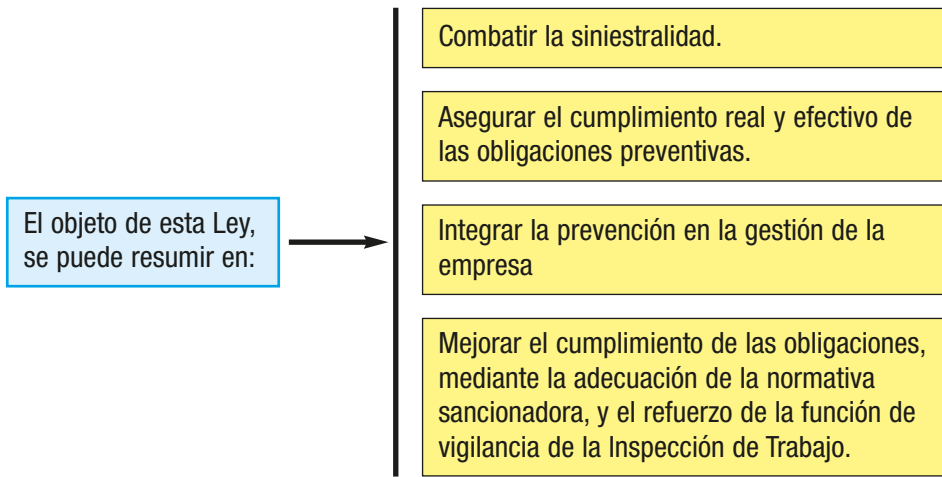 El objeto de esta Ley,
se puede resumir en:
Combatir la siniestralidad.
Asegurar el cumplimiento real y efectivo de
las obligaciones preventivas.
Integrar la prevención en la gestión de la
empresa
Mejorar el cumplimiento de las obligaciones,
mediante la adecuación de la normativa
sancionadora, y el refuerzo de la función de
vigilancia de la Inspección de Trabajo.